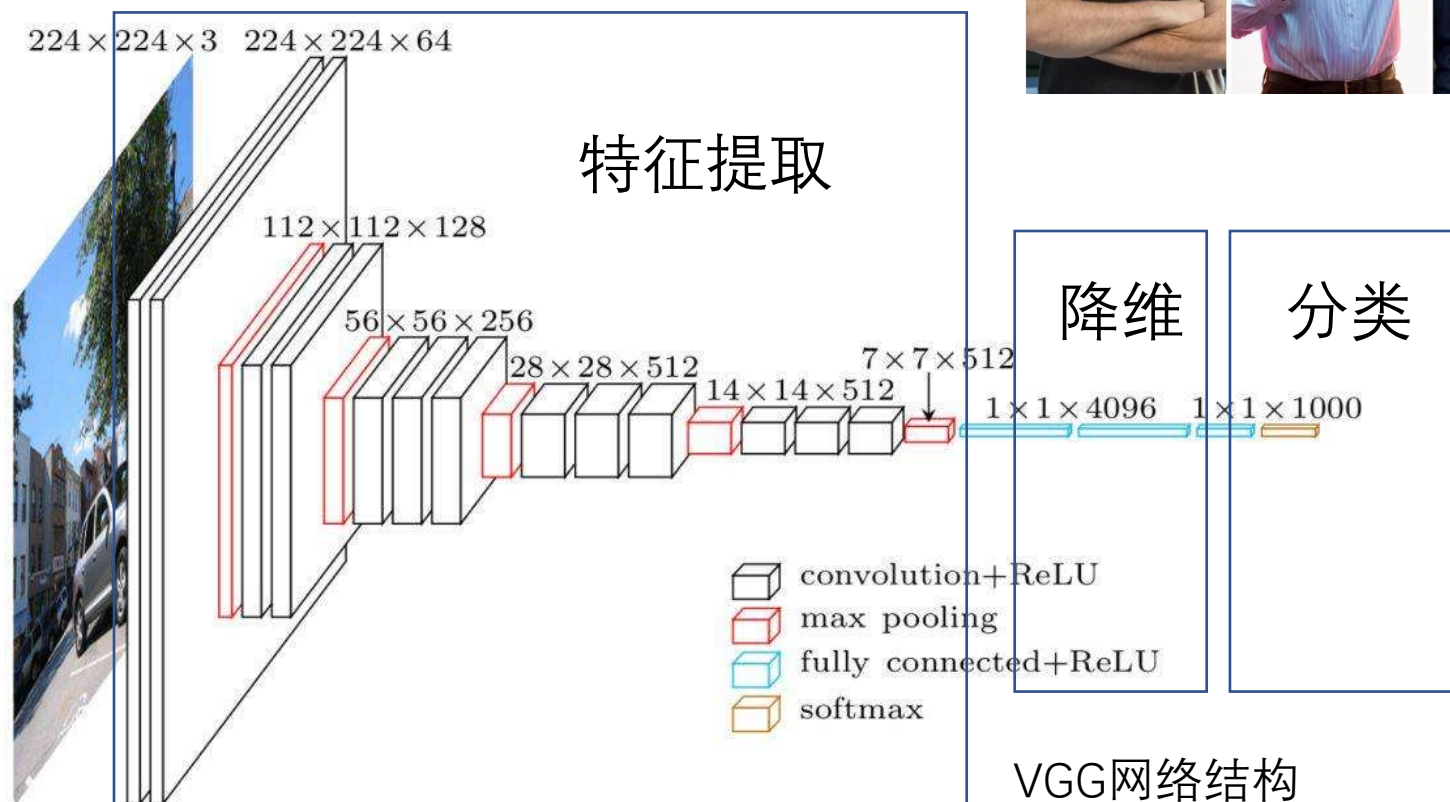 224×224×3
224×224×64
特征提取
112×112×128
降维
分类
56×56×256
28×28×512
7×7×512
14×14×512
1×1×4096
1×1×1000
convolution+ReLU
max pooling
fully connected+ReLU
softmax
VGG网络结构